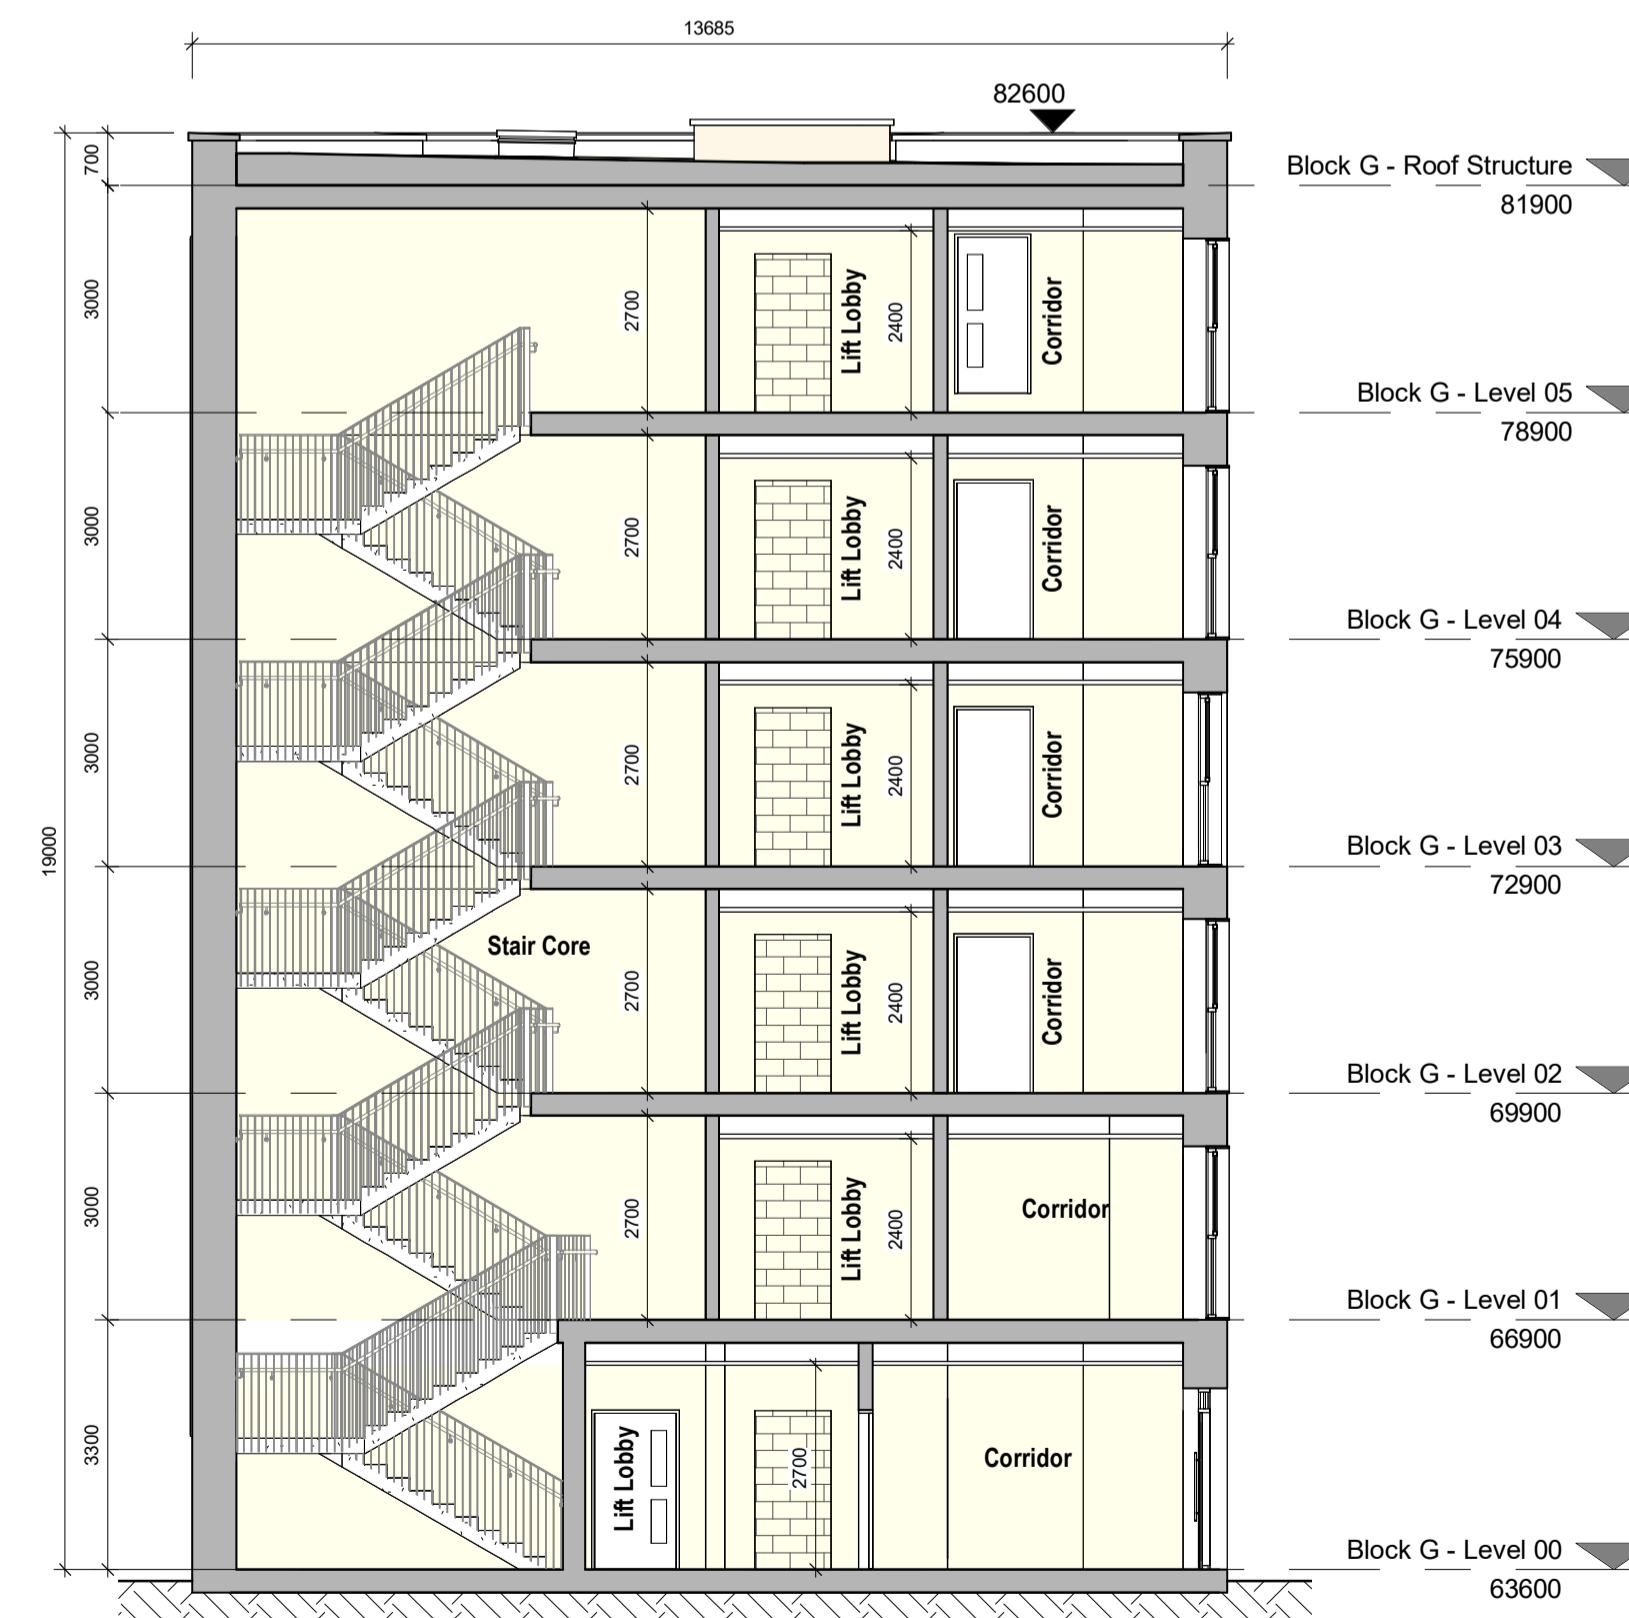 13685
82600
700
Block G - Roof Structure
81900
3000
2700
Lift Lobby
2400
Corridor
Block G - Level 05
78900
3000
2700
Lift Lobby
2400
Corridor
Block G - Level 04
75900
3000
2700
Lift Lobby
2400
Corridor
Block G - Level 03
72900
19000
3000
Stair Core
2700
Lift Lobby
2400
Corridor
Block G - Level 02
69900
3000
2700
Lift Lobby
2400
Corridor
Block G - Level 01
66900
3300
Lift Lobby
2700
Corridor
Block G - Level 00
63600